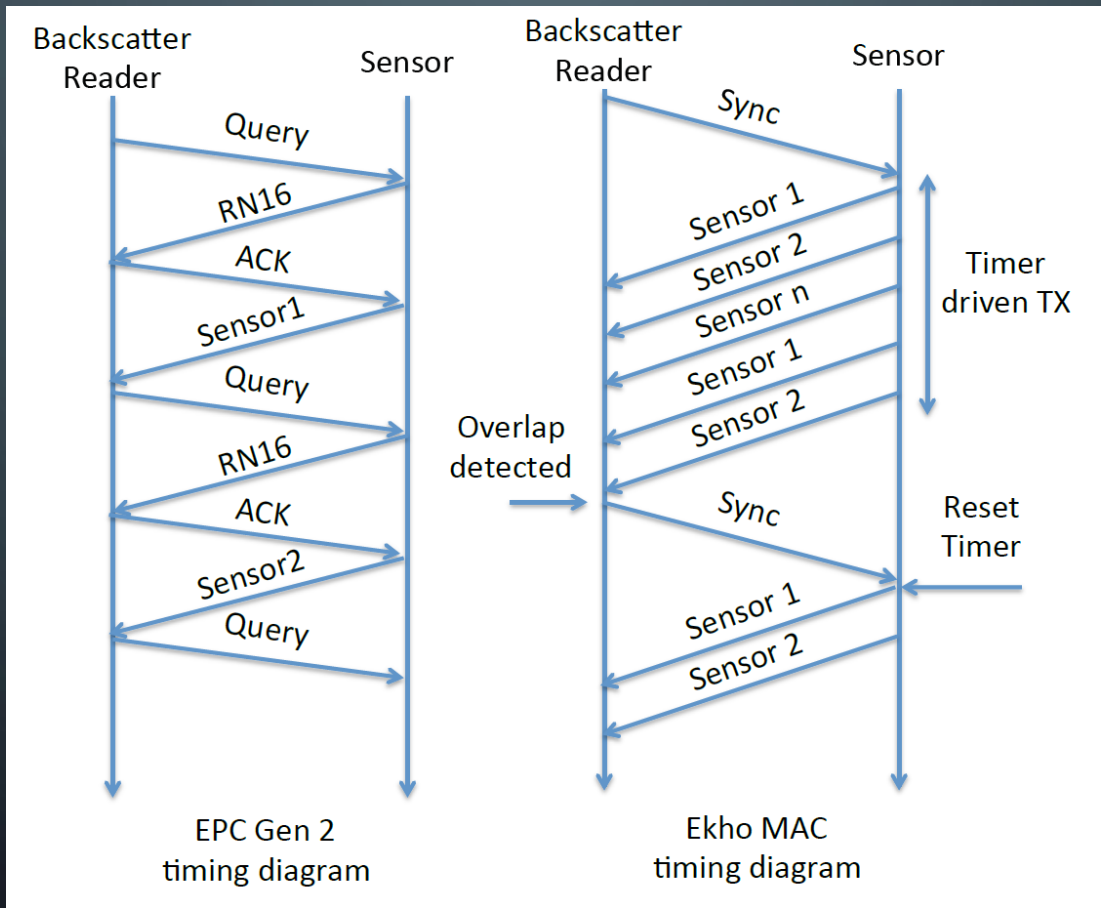 Backscatter
Reader
Sensor
Query
RN16
ACK
Sensor1
Query
RN16
ACK
Sensor2
Query
EPC Gen 2
timing diagram
Backscatter
Reader
Sensor
Sync
Sensor 1
Sensor 2
Sensor n
Sensor 1
Sensor 2
Timer
driven TX
Overlap
detected
Sync
Reset
Timer
Sensor 1
Sensor 2
Ekho MAC
timing diagram